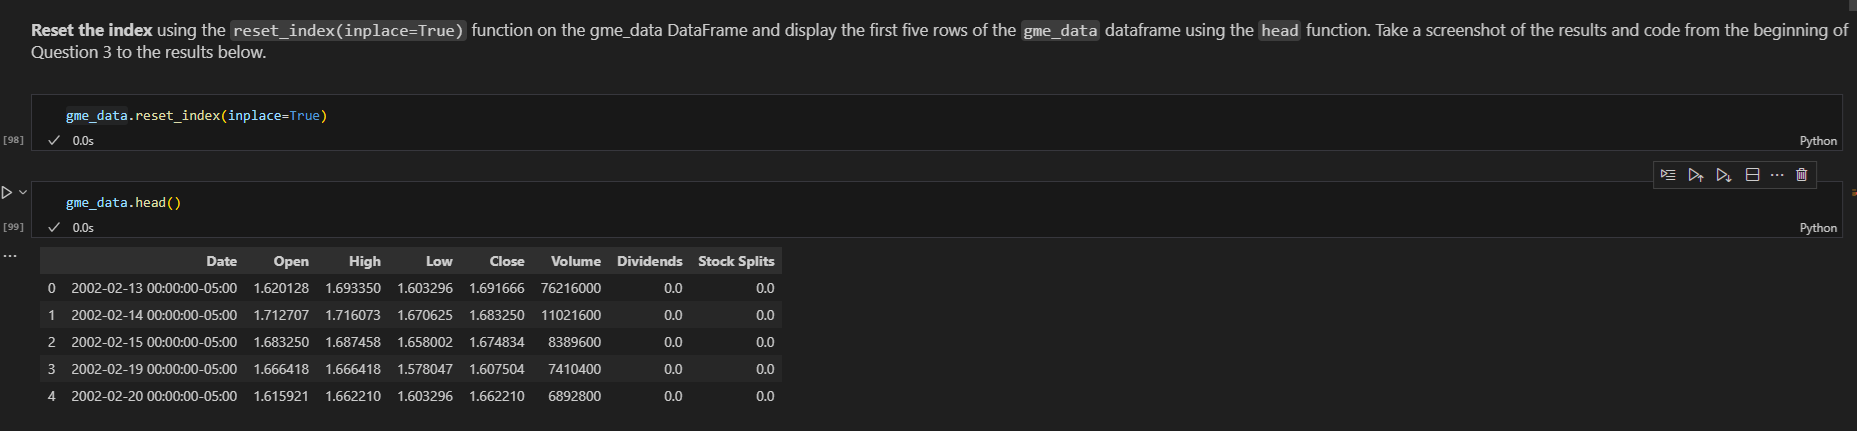 Reset the index using the reset_index(inplace=True) function on the gme_data DataFrame and display the first five rows of the gme_data dataframe using the head function. Take a screenshot of the results and code from the beginning of
Question 3 to the results below.
gme_data.reset_index(inplace=True)
[98] 0.0s Python
gme_data.head()
[99] 0.0s Python
...
Date Open High Low Close Volume Dividends Stock Splits
0 2002-02-13 00:00:00-05:00 1.620128 1.693350 1.603296 1.691666 76216000 0.0 0.0
1 2002-02-14 00:00:00-05:00 1.712707 1.716073 1.670625 1.683250 11021600 0.0 0.0
2 2002-02-15 00:00:00-05:00 1.683250 1.687458 1.658002 1.674834 8389600 0.0 0.0
3 2002-02-19 00:00:00-05:00 1.666418 1.666418 1.578047 1.607504 7410400 0.0 0.0
4 2002-02-20 00:00:00-05:00 1.615921 1.662210 1.603296 1.662210 6892800 0.0 0.0